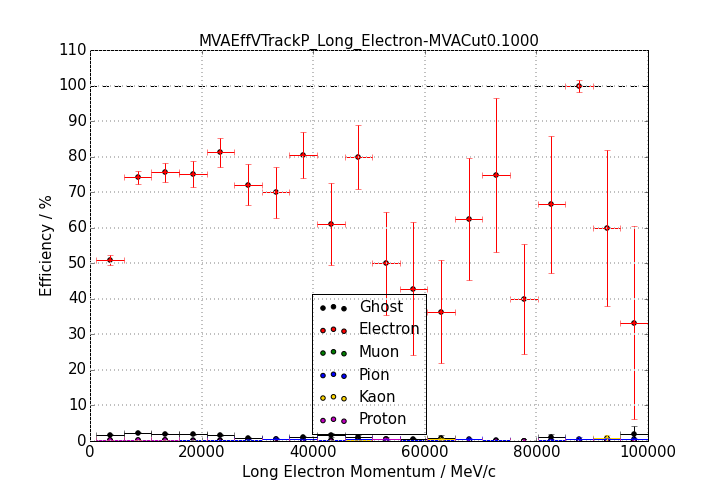 MVAEffVTrackP_Long_Electron-MVACut0.1000
110
100
90
80
70
60
50
40
30
20
10
0
Efficiency / %
Ghost
Electron
Muon
Pion
Kaon
Proton
0 20000 40000 60000 80000 100000
Long Electron Momentum / MeV/c